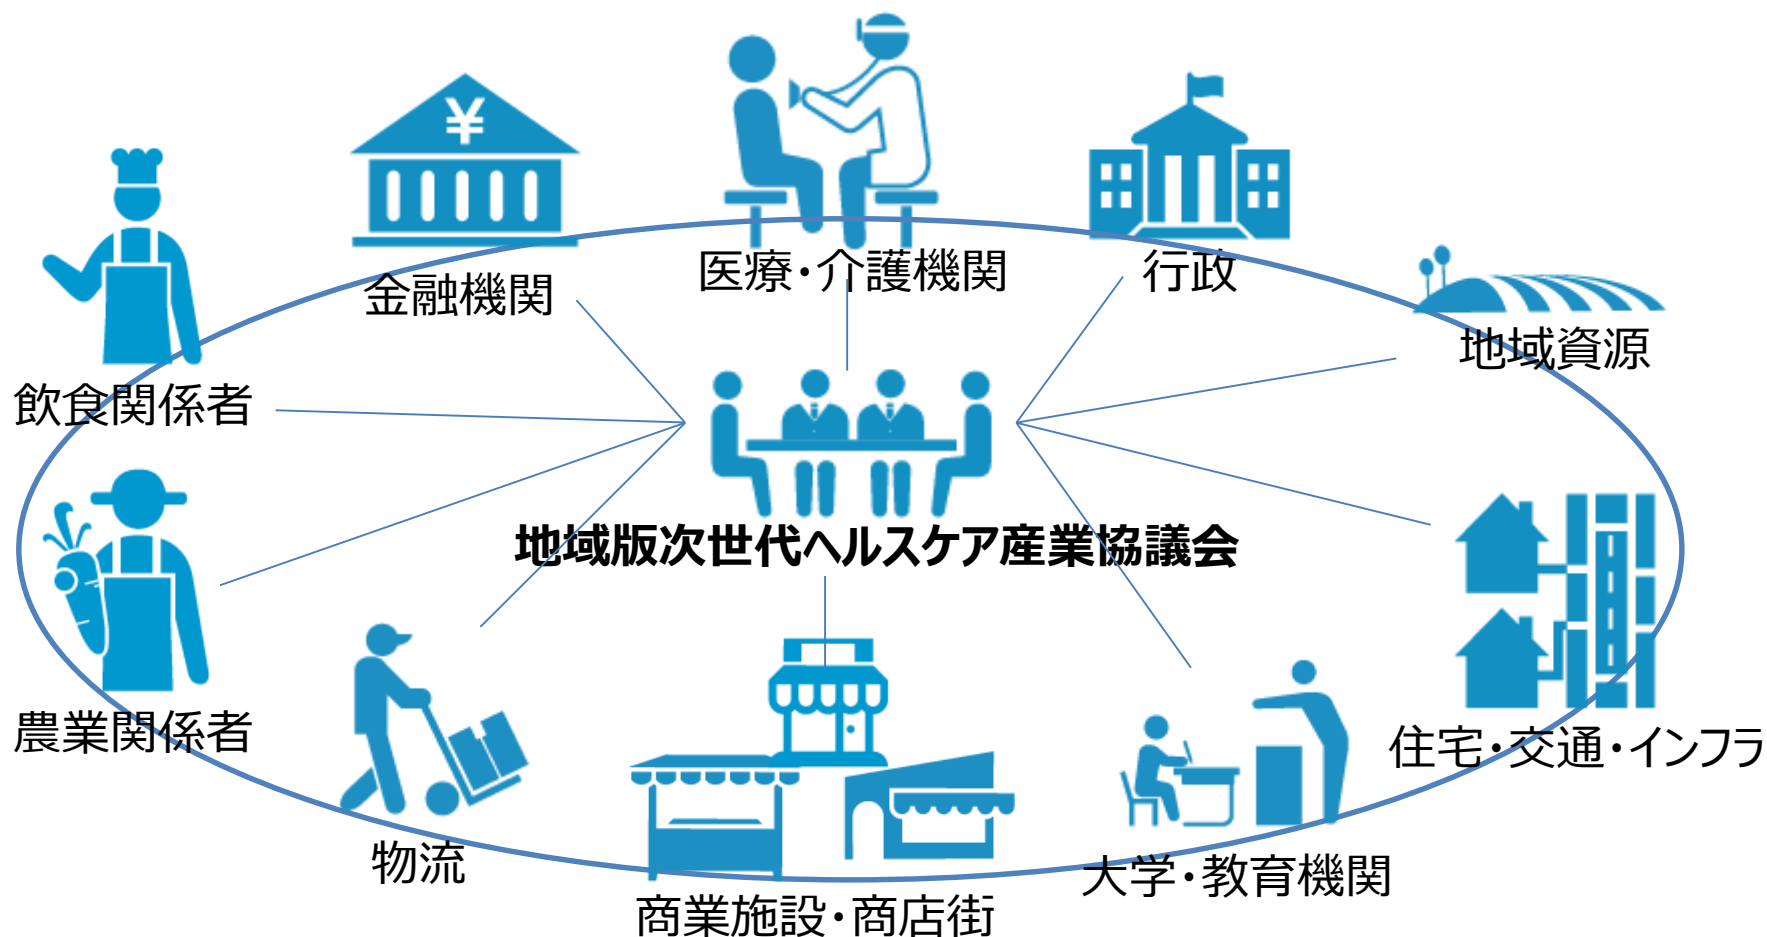 ¥
医療・介護機関
行政
金融機関
地域資源
飲食関係者
地域版次世代ヘルスケア産業協議会
農業関係者
住宅・交通・インフラ
物流
大学・教育機関
商業施設・商店街